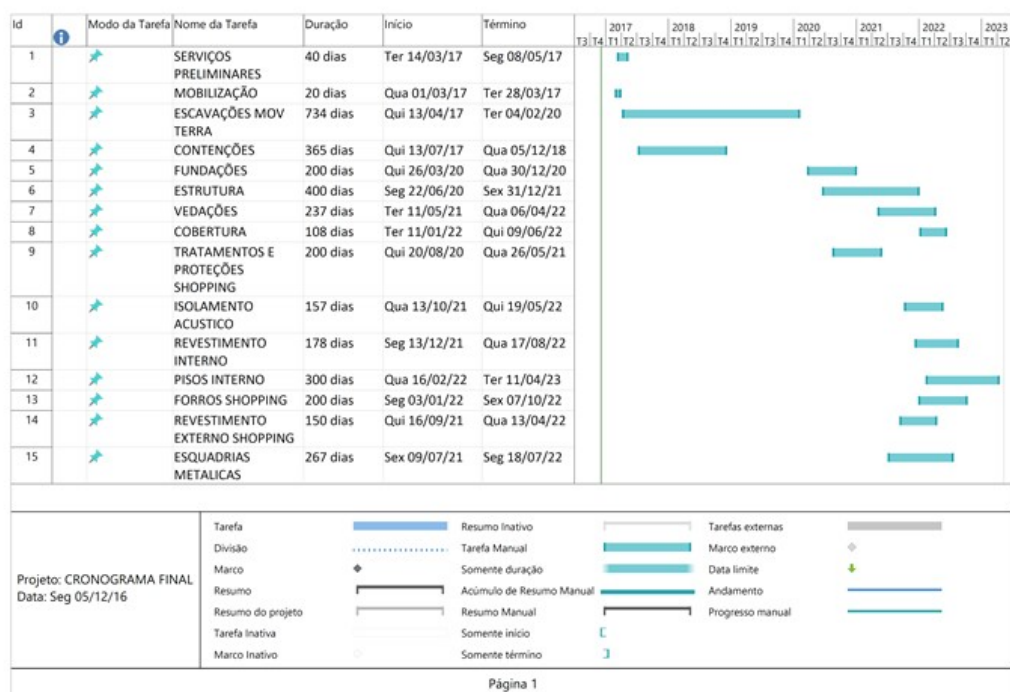 Id Modo da Tarefa Nome da Tarefa Duração Início Término 2017 2018 2019 2020 2021 2022 2023
T3 T4 T1 T2 T3 T4 T1 T2 T3 T4 T1 T2 T3 T4 T1 T2 T3 T4 T1 T2 T3 T4 T1 T2 T3 T4 T1 T2
1 SERVIÇOS 40 dias Ter 14/03/17 Seg 08/05/17
PRELIMINARES
2 MOBILIZAÇÃO 20 dias Qua 01/03/17 Ter 28/03/17
3 ESCAVAÇÕES MOV 734 dias Qui 13/04/17 Ter 04/02/20
TERRA
4 CONTENÇÕES 365 dias Qui 13/07/17 Qua 05/12/18
5 FUNDAÇÕES 200 dias Qui 26/03/20 Qua 30/12/20
6 ESTRUTURA 400 dias Seg 22/06/20 Sex 31/12/21
7 VEDAÇÕES 237 dias Ter 11/05/21 Qua 06/04/22
8 COBERTURA 108 dias Ter 11/01/22 Qui 09/06/22
9 TRATAMENTOS E 200 dias Qui 20/08/20 Qua 26/05/21
PROTEÇÕES
SHOPPING
10 ISOLAMENTO 157 dias Qua 13/10/21 Qui 19/05/22
ACUSTICO
11 REVESTIMENTO 178 dias Seg 13/12/21 Qua 17/08/22
INTERNO
12 PISOS INTERNO 300 dias Qua 16/02/22 Ter 11/04/23
13 FORROS SHOPPING 200 dias Seg 03/01/22 Sex 07/10/22
14 REVESTIMENTO 150 dias Qui 16/09/21 Qua 13/04/22
EXTERNO SHOPPING
15 ESQUADRIAS 267 dias Sex 09/07/21 Seg 18/07/22
METALICAS
Projeto: CRONOGRAMA FINAL
Data: Seg 05/12/16
Tarefa Resumo Inativo Tarefas externas
Divisão Tarefa Manual Marco externo
Marco Somente duração Data limite
Resumo Acúmulo de Resumo Manual Andamento
Resumo do projeto Resumo Manual Progresso manual
Tarefa Inativa Somente início
Marco Inativo Somente término
Página 1